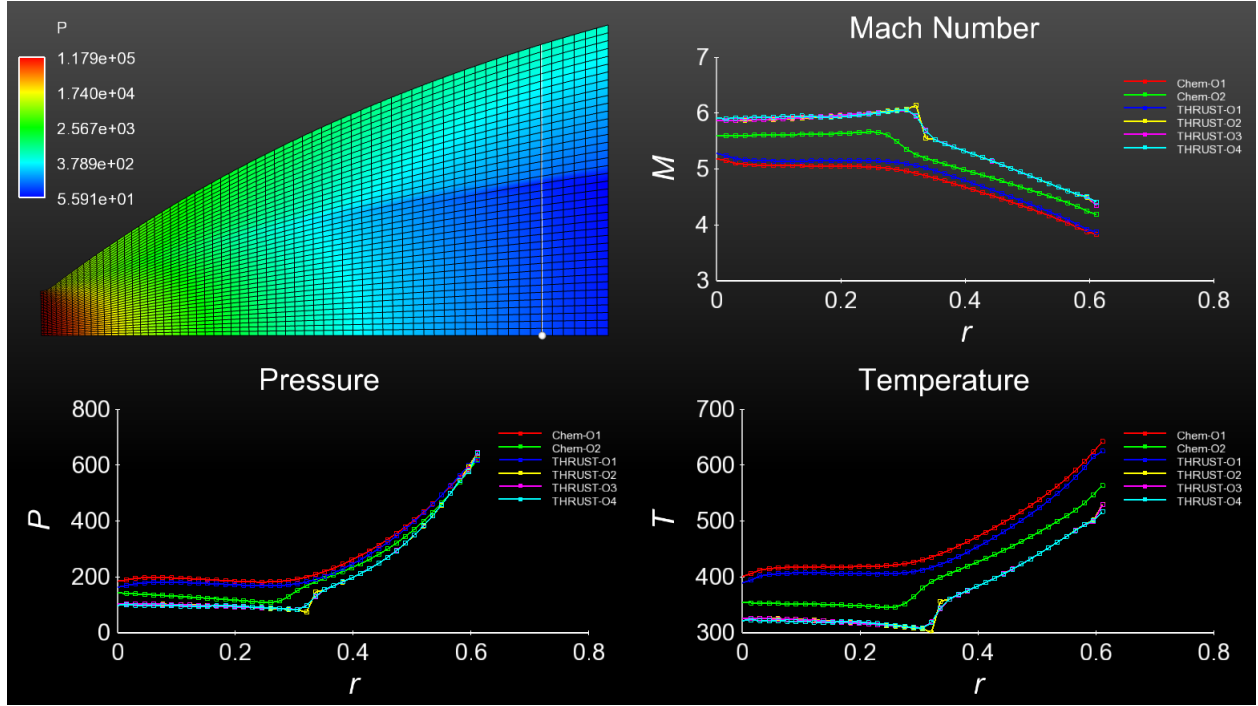 P
1.179e+05
1.740e+04
2.567e+03
3.789e+02
5.591e+01
Mach Number
7
6
5
4
3
M
0 0.2 0.4 0.6 0.8
r
Chem-O1
Chem-O2
THRUST-O1
THRUST-O2
THRUST-O3
THRUST-O4
Pressure
800
600
400
200
0
P
0 0.2 0.4 0.6 0.8
r
Chem-O1
Chem-O2
THRUST-O1
THRUST-O2
THRUST-O3
THRUST-O4
Temperature
700
600
500
400
300
T
0 0.2 0.4 0.6 0.8
r
Chem-O1
Chem-O2
THRUST-O1
THRUST-O2
THRUST-O3
THRUST-O4